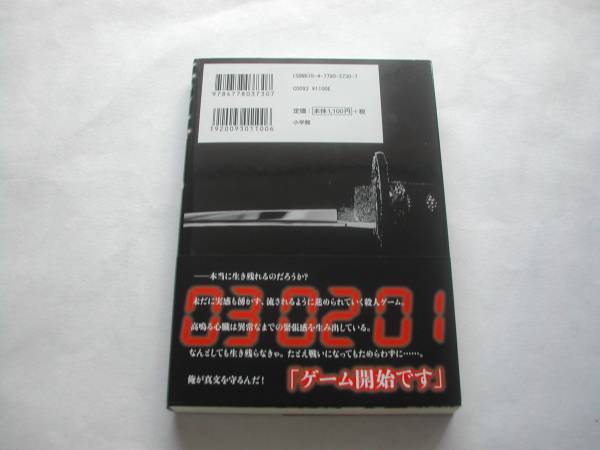 ISBN978-4-7780-3730-7
C0093 ¥1100E
9784778037307
定価:本体1,100円+税
小学館
1920093011006
――本当に生き残れるのだろうか?
未だに実感も湧かず、流されるように進められていく殺人ゲーム。
03 02 01
高鳴る心臓は異常なまでの緊張感を生み出している。
なんとしても生き残らなきゃ。たとえ戦いになってもためらわずに……。
俺が真文を守るんだ!
「ゲーム開始です」